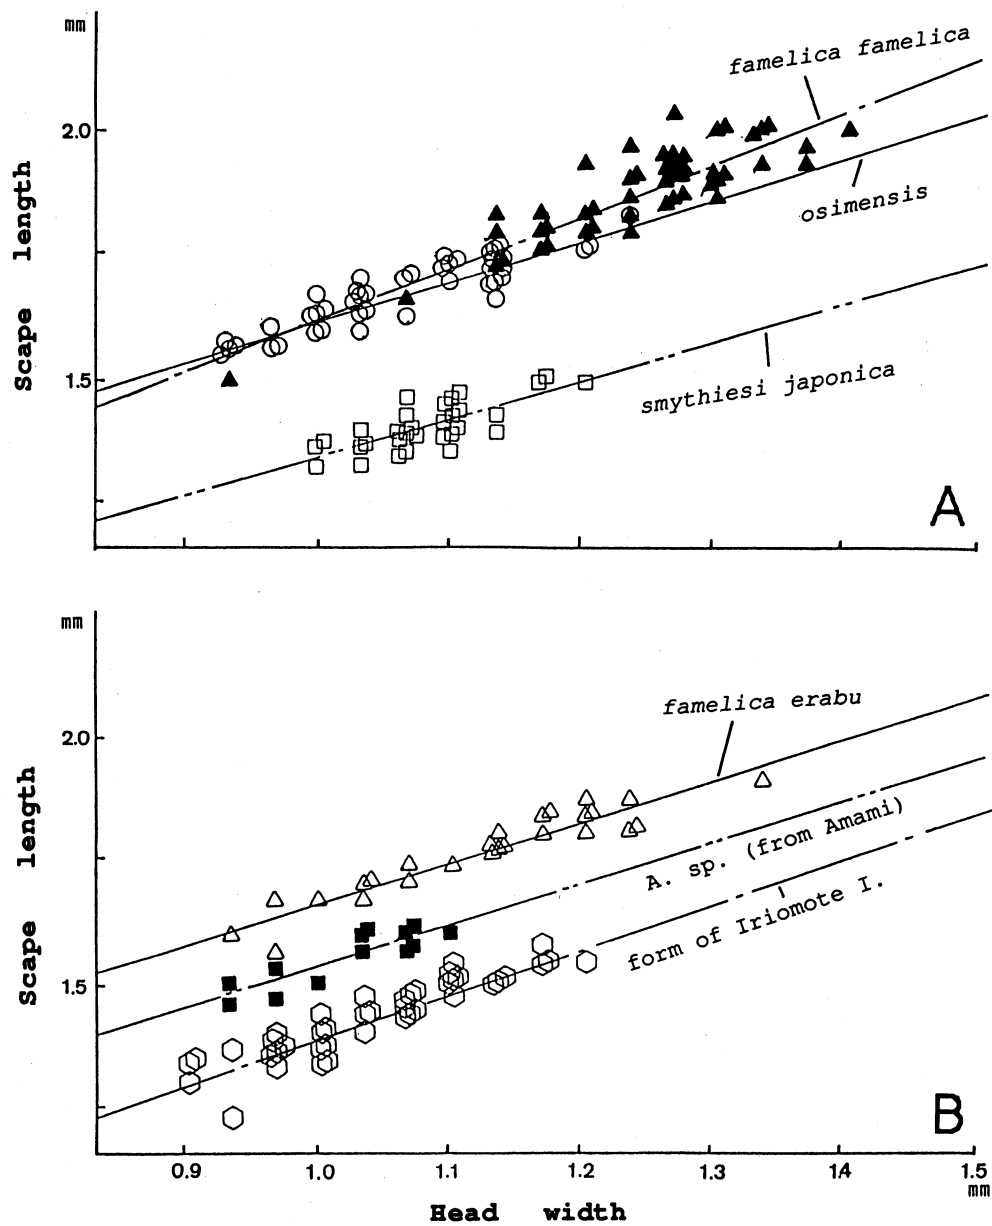 mm
famelica famelica
2.0
osimensis
Scape length
1.5
smythiesi japonica
A
mm
famelica erabu
2.0
A. sp. (from Amami)
form of Iriomote I.
Scape length
1.5
B
0.9 1.0 1.1 1.2 1.3 1.4 1.5
mm
Head width